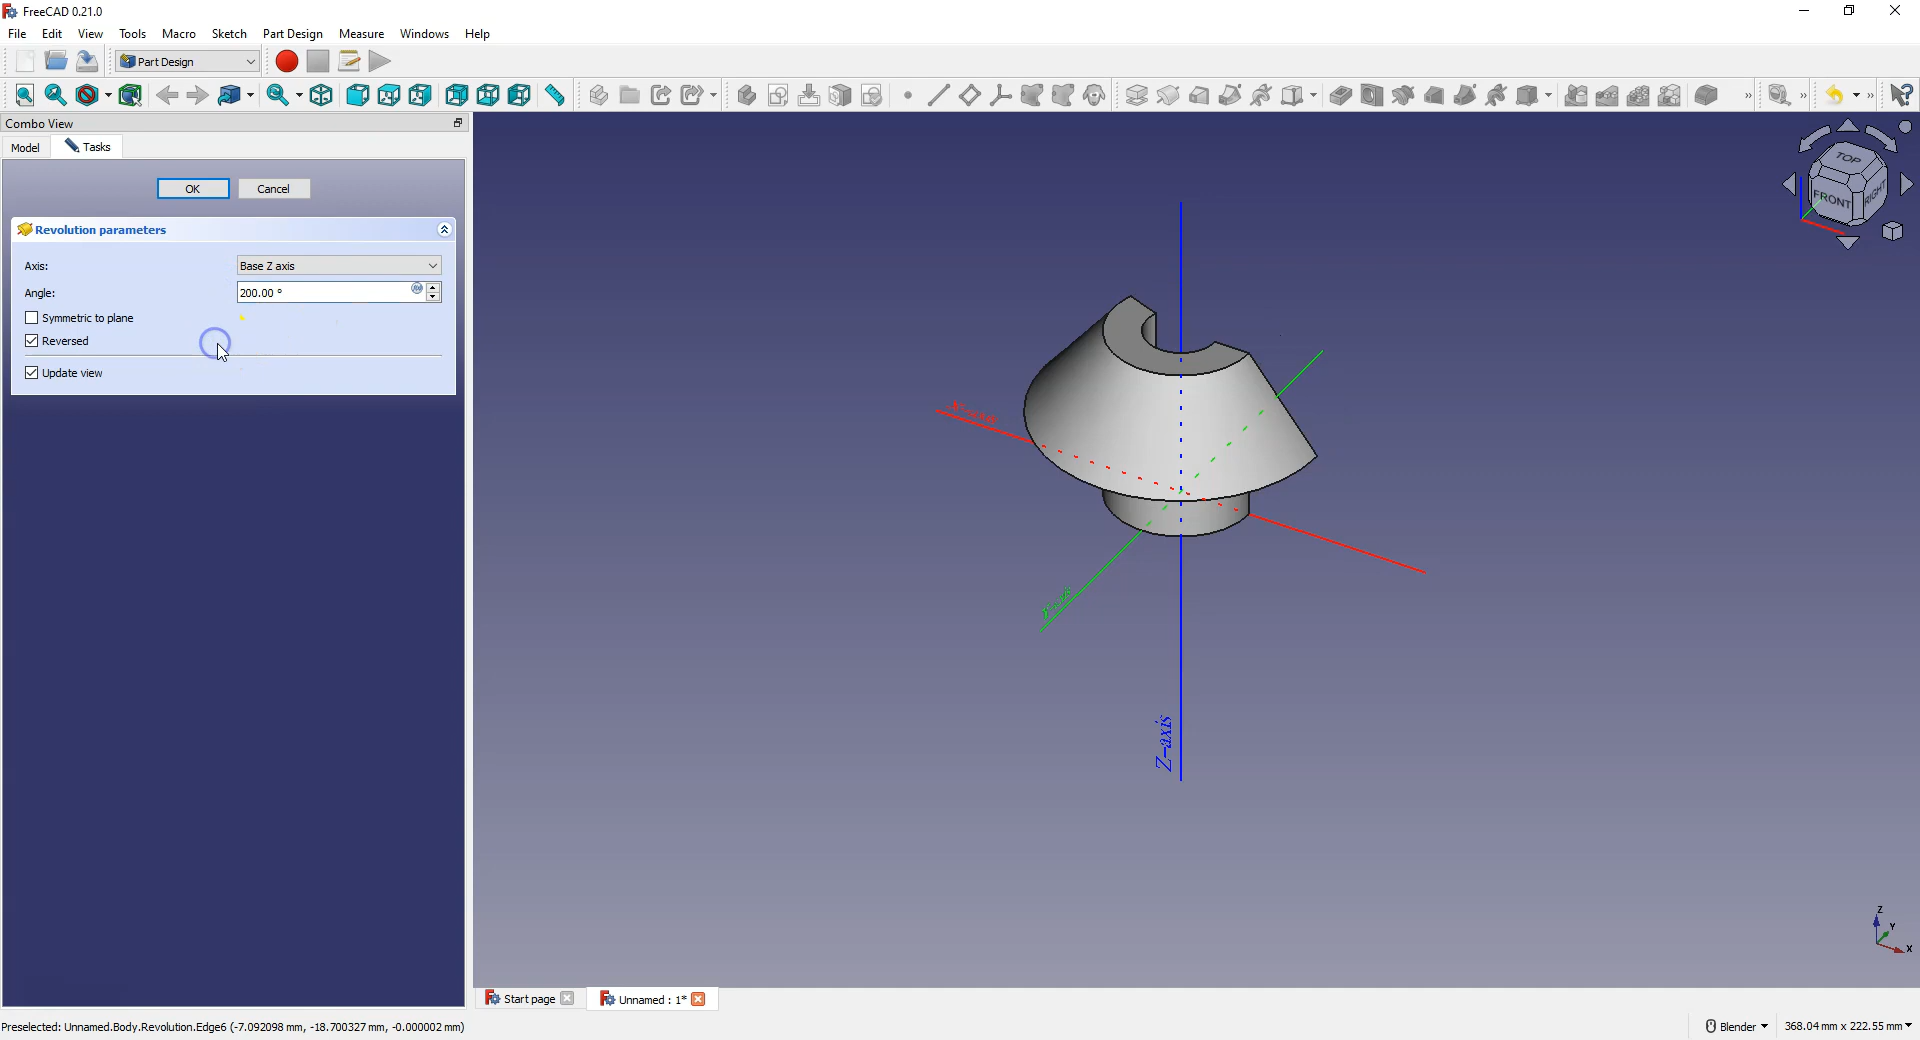 FreeCAD 0.21.0
File Edit View Tools Macro Sketch Part Design Measure Windows Help
Part Design
Combo View
Model Tasks
OK Cancel
Revolution parameters
Axis: Base Z axis
Angle: 200.00 °
Symmetric to plane
Reversed
Update view
TOP
FRONT RIGHT
Z-axis
Z
Y
X
Start page Unnamed : 1*
Preselected: Unnamed.Body.Revolution.Edge6 (-7.092098 mm, -18.700327 mm, -0.000002 mm)
Blender 368.04 mm x 222.55 mm